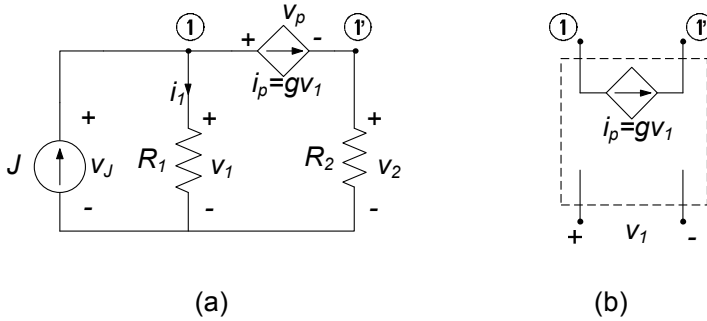 1 v_p 1'
+ -
i_p=gv_1
i_1
+ + +
J v_J R_1 v_1 R_2 v_2
- - -
(a)
1 1'
i_p=gv_1
+ v_1 -
(b)